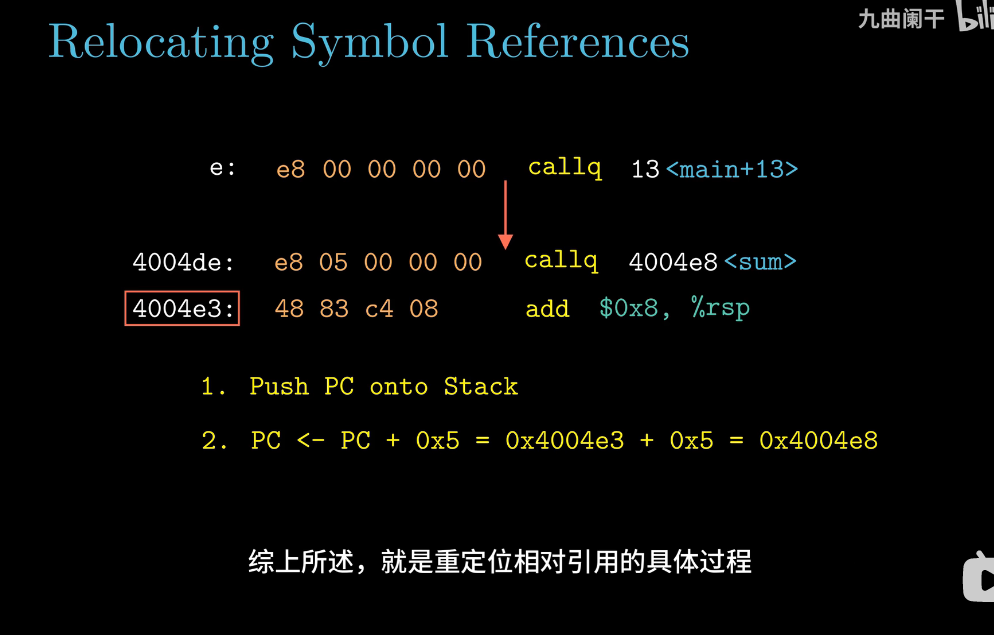 九曲阑干
Relocating Symbol References
e: e8 00 00 00 00 callq 13<main+13>
4004de: e8 05 00 00 00 callq 4004e8<sum>
4004e3: 48 83 c4 08 add $0x8, %rsp
1. Push PC onto Stack
2. PC <- PC + 0x5 = 0x4004e3 + 0x5 = 0x4004e8
综上所述，就是重定位相对引用的具体过程